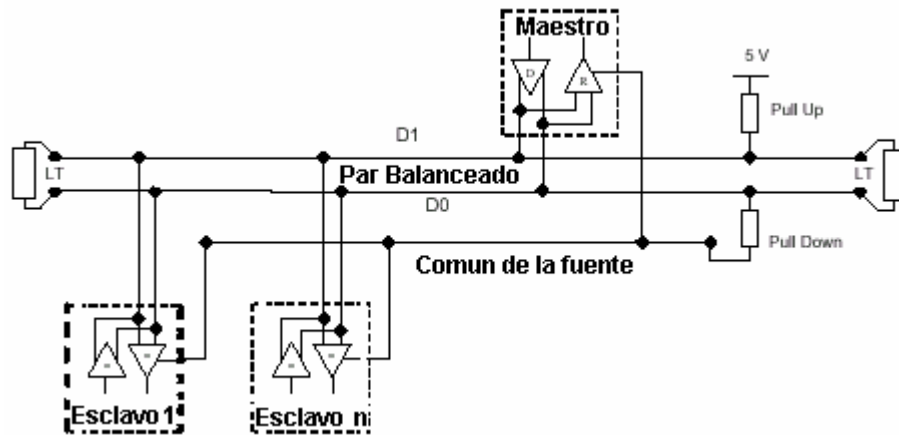 Maestro
D
R
5 V
Pull Up
D1
LT
Par Balanceado
LT
D0
Pull Down
Comun de la fuente
Esclavo 1
Esclavo n